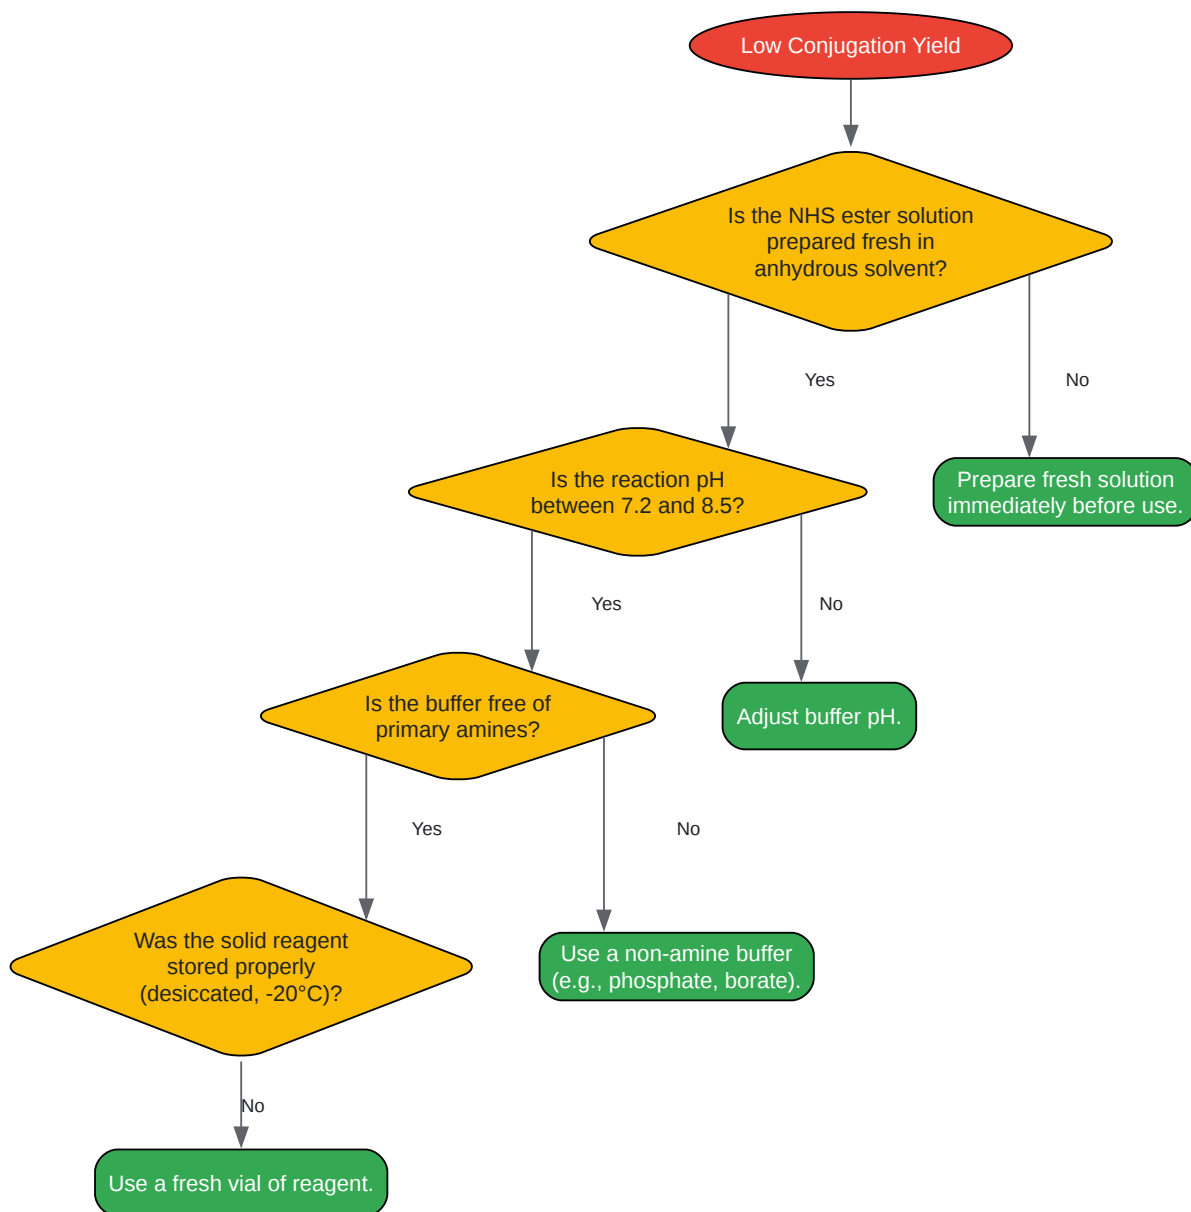 Low Conjugation Yield
Is the NHS ester solution
prepared fresh in
anhydrous solvent?
Yes
No
Is the reaction pH
between 7.2 and 8.5?
Prepare fresh solution
immediately before use.
Yes
No
Is the buffer free of
primary amines?
Adjust buffer pH.
Yes
No
Was the solid reagent
stored properly
(desiccated, -20°C)?
Use a non-amine buffer
(e.g., phosphate, borate).
No
Use a fresh vial of reagent.